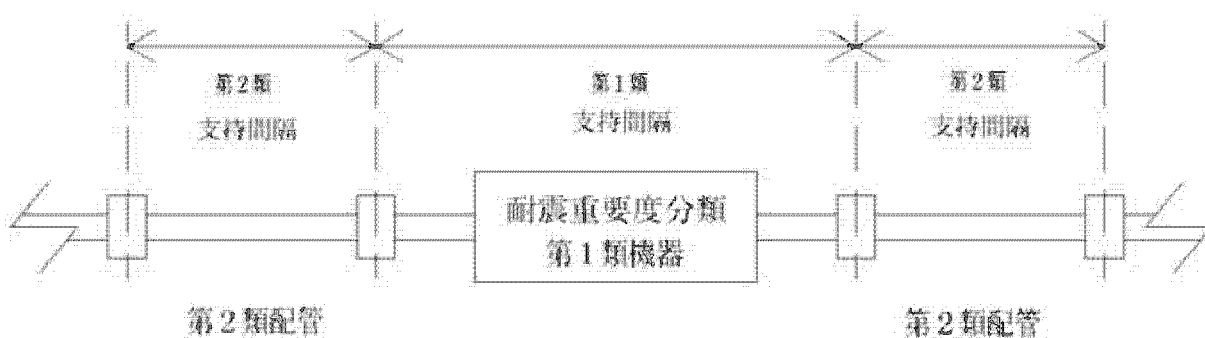 第2類
支持間隔
第1類
支持間隔
第2類
支持間隔
耐震重要度分類
第1類機器
第2類配管
第2類配管